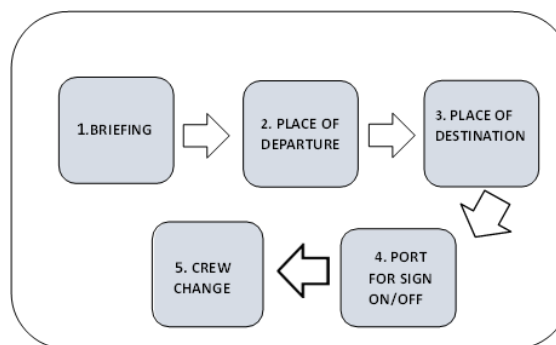 1.BRIEFING
2. PLACE OF
DEPARTURE
3. PLACE OF
DESTINATION
4. PORT
FOR SIGN
ON/OFF
5. CREW
CHANGE